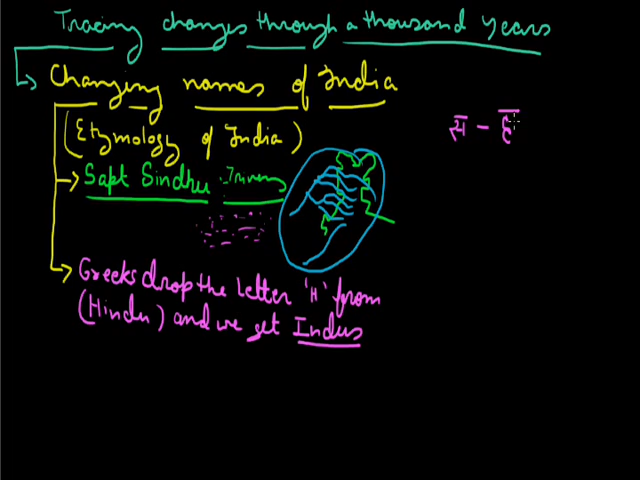 Tracing changes through a thousand years
Changing names of India
(Etymology of India)
स - ह
Sapt Sindhu
Greeks drop the letter 'H' from
(Hindu) and we get Indus